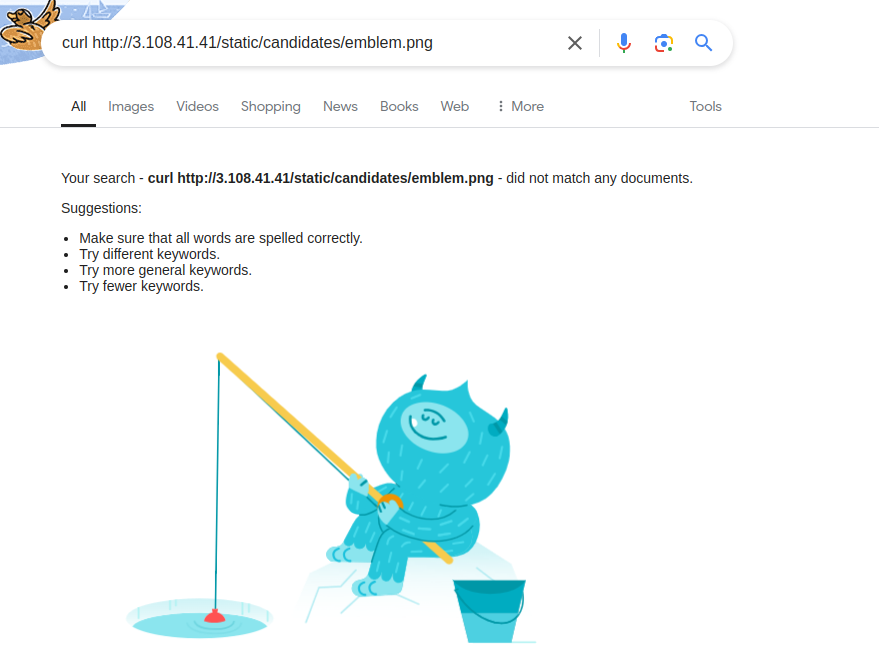 curl http://3.108.41.41/static/candidates/emblem.png
All Images Videos Shopping News Books Web More Tools
Your search - curl http://3.108.41.41/static/candidates/emblem.png - did not match any documents.
Suggestions:
Make sure that all words are spelled correctly.
Try different keywords.
Try more general keywords.
Try fewer keywords.